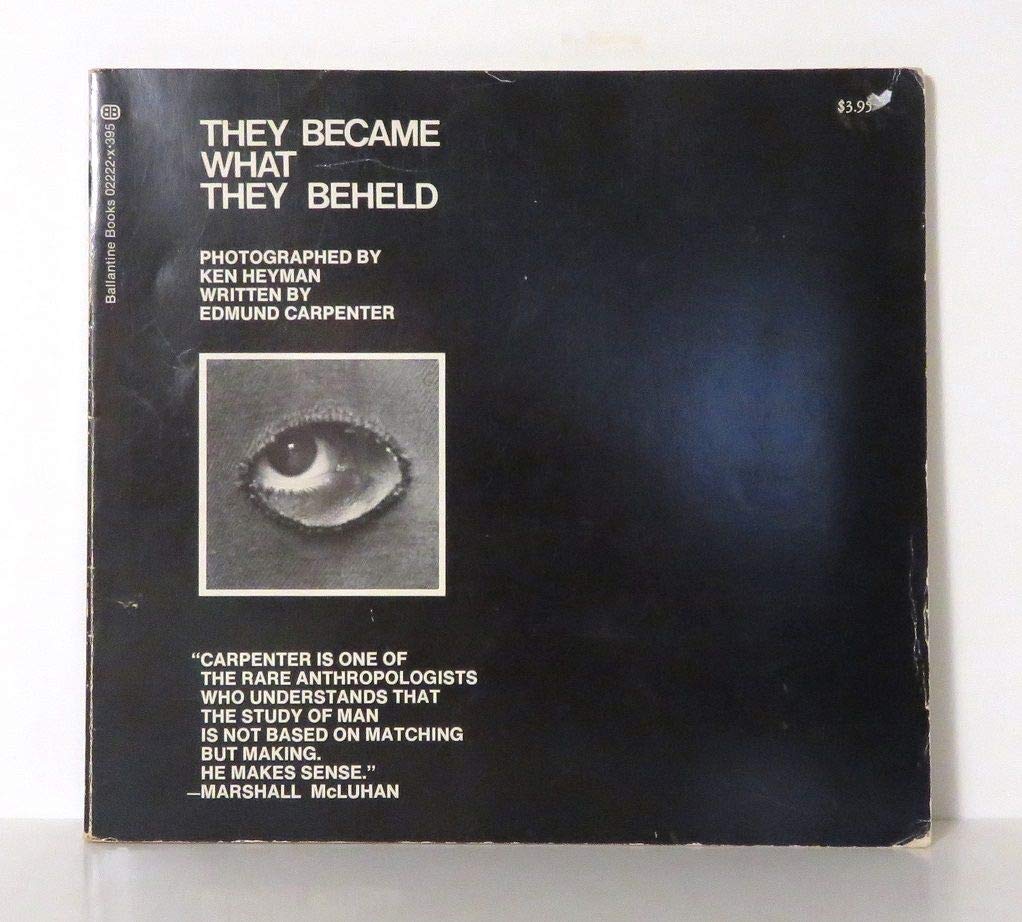 Ballantine Books 02222·x·395 BB
$3.95
THEY BECAME
WHAT
THEY BEHELD
PHOTOGRAPHED BY
KEN HEYMAN
WRITTEN BY
EDMUND CARPENTER
“CARPENTER IS ONE OF
THE RARE ANTHROPOLOGISTS
WHO UNDERSTANDS THAT
THE STUDY OF MAN
IS NOT BASED ON MATCHING
BUT MAKING.
HE MAKES SENSE.”
—MARSHALL McLUHAN